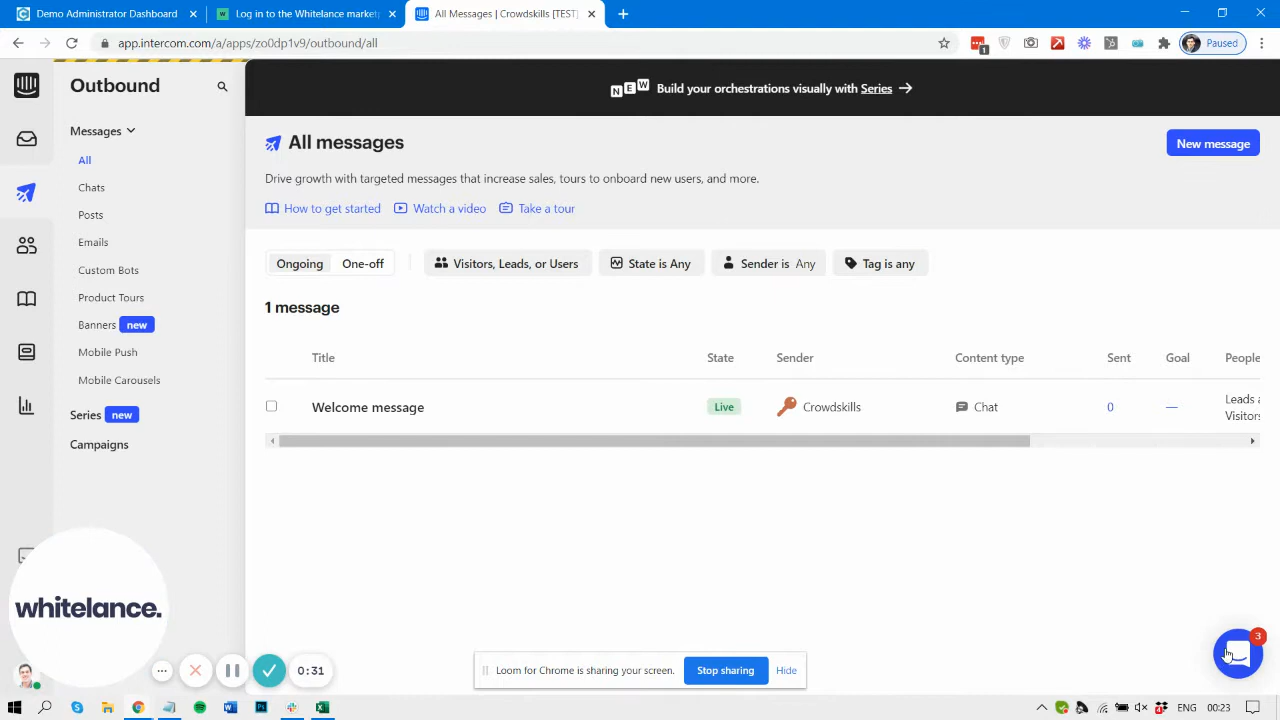 Demo Administrator Dashboard
Log in to the Whitelance market
All Messages | Crowdskills [TEST]
app.intercom.com/a/apps/zo0dp1v9/outbound/all
1
Paused
Outbound
NEW
Build your orchestrations visually with Series →
Messages
All
Chats
Posts
Emails
Custom Bots
Product Tours
Banners new
Mobile Push
Mobile Carousels
Series new
Campaigns
All messages
New message
Drive growth with targeted messages that increase sales, tours to onboard new users, and more.
How to get started
Watch a video
Take a tour
Ongoing
One-off
Visitors, Leads, or Users
State is Any
Sender is Any
Tag is any
1 message
Title
State
Sender
Content type
Sent
Goal
People
Welcome message
Live
Crowdskills
Chat
0
—
Leads
Visitor
whitelance.
3
0:31
Loom for Chrome is sharing your screen.
Stop sharing
Hide
ENG
00:23